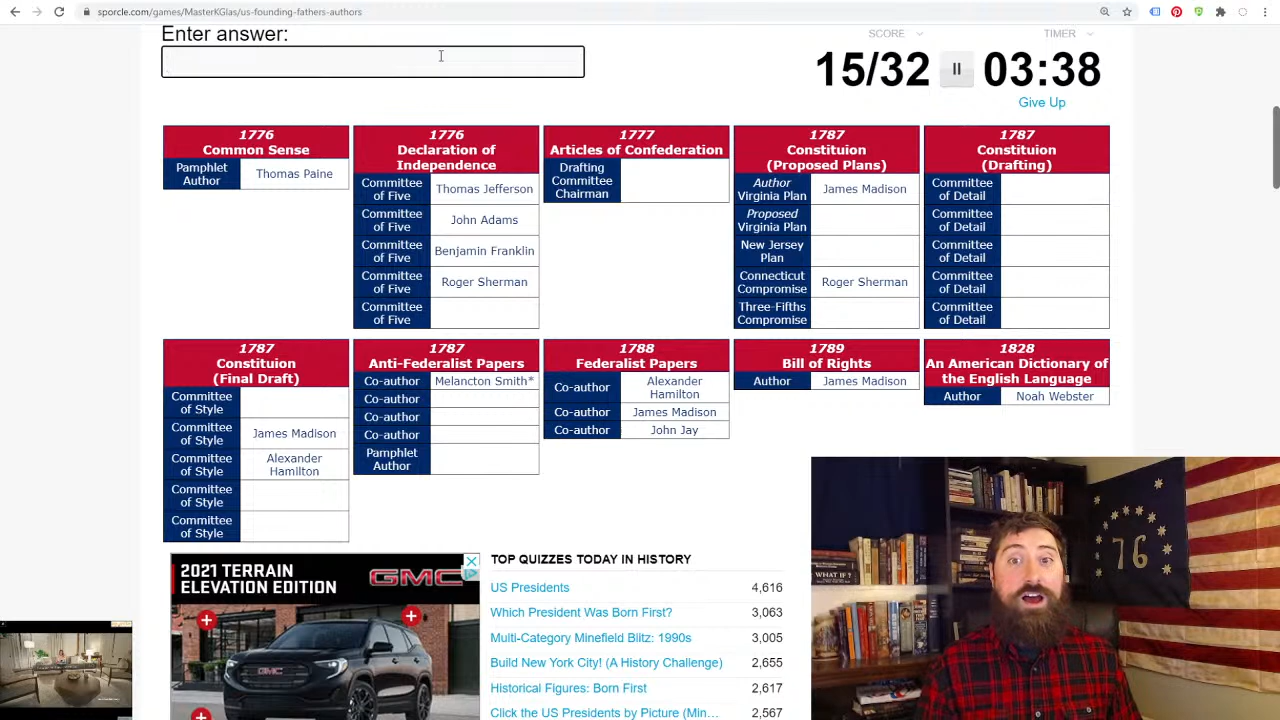 sporcle.com/games/MasterKGlas/us-founding-fathers-authors
Enter answer:
SCORE
TIMER
15/32
03:38
Give Up
1776
Common Sense
Pamphlet
Author
Thomas Paine
1776
Declaration of
Independence
Committee
of Five
Thomas Jefferson
Committee
of Five
John Adams
Committee
of Five
Benjamin Franklin
Committee
of Five
Roger Sherman
Committee
of Five
1777
Articles of Confederation
Drafting
Committee
Chairman
1787
Constituion
(Proposed Plans)
Author
Virginia Plan
James Madison
Proposed
Virginia Plan
New Jersey
Plan
Connecticut
Compromise
Roger Sherman
Three-Fifths
Compromise
1787
Constituion
(Drafting)
Committee
of Detail
Committee
of Detail
Committee
of Detail
Committee
of Detail
Committee
of Detail
1787
Constituion
(Final Draft)
Committee
of Style
Committee
of Style
James Madison
Committee
of Style
Alexander
Hamilton
Committee
of Style
Committee
of Style
1787
Anti-Federalist Papers
Co-author
Melancton Smith*
Co-author
Co-author
Co-author
Pamphlet
Author
1788
Federalist Papers
Co-author
Alexander
Hamilton
Co-author
James Madison
Co-author
John Jay
1789
Bill of Rights
Author
James Madison
1828
An American Dictionary of
the English Language
Author
Noah Webster
2021 TERRAIN
ELEVATION EDITION
GMC
TOP QUIZZES TODAY IN HISTORY
US Presidents
4,616
Which President Was Born First?
3,063
Multi-Category Minefield Blitz: 1990s
3,005
Build New York City! (A History Challenge)
2,655
Historical Figures: Born First
2,617
Click the US Presidents by Picture (Min...
2,567
WHAT IF?
76